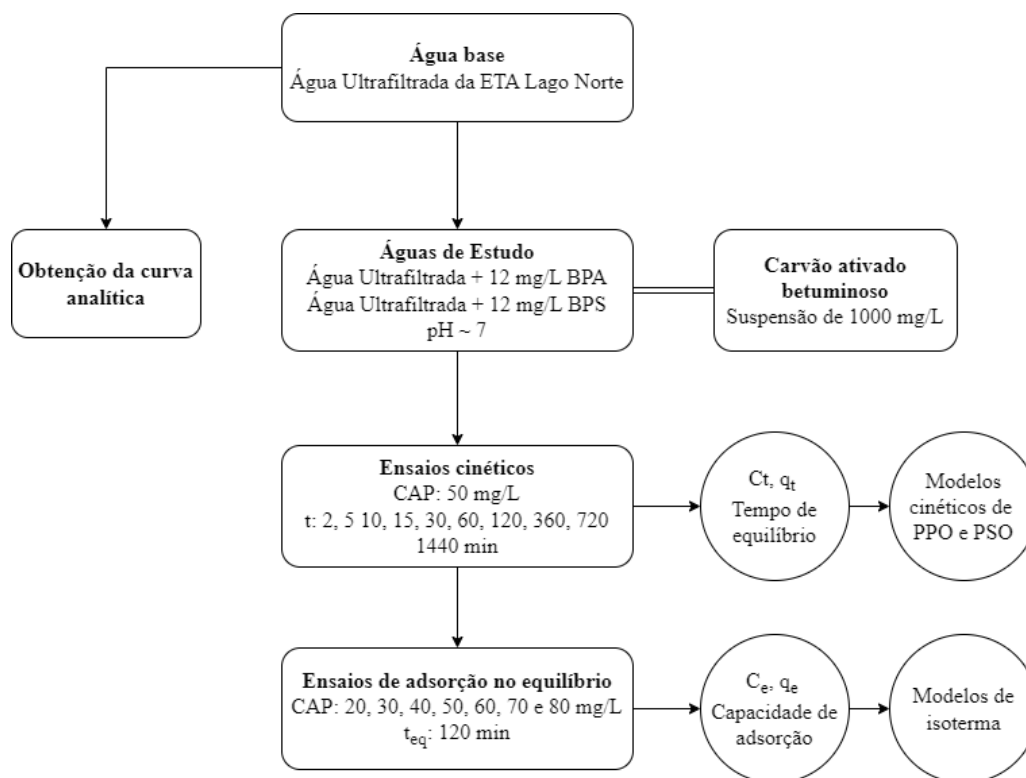 Água base
Água Ultrafiltrada da ETA Lago Norte
Obtenção da curva
analítica
Águas de Estudo
Água Ultrafiltrada + 12 mg/L BPA
Água Ultrafiltrada + 12 mg/L BPS
pH ~ 7
Carvão ativado
betuminoso
Suspensão de 1000 mg/L
Ensaios cinéticos
CAP: 50 mg/L
t: 2, 5 10, 15, 30, 60, 120, 360, 720
1440 min
Ct, qt
Tempo de
equilíbrio
Modelos
cinéticos de
PPO e PSO
Ensaios de adsorção no equilíbrio
CAP: 20, 30, 40, 50, 60, 70 e 80 mg/L
teq: 120 min
Ce, qe
Capacidade de
adsorção
Modelos de
isoterma